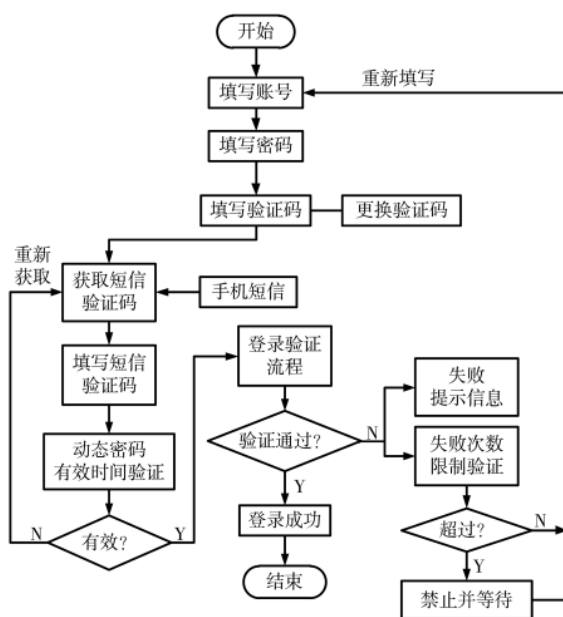 开始
填写账号
重新填写
填写密码
填写验证码
更换验证码
重新
获取
获取短信
验证码
手机短信
填写短信
验证码
动态密码
有效时间验证
有效?
N
Y
登录验证
流程
验证通过?
N
Y
登录成功
结束
失败
提示信息
失败次数
限制验证
超过?
N
Y
禁止并等待